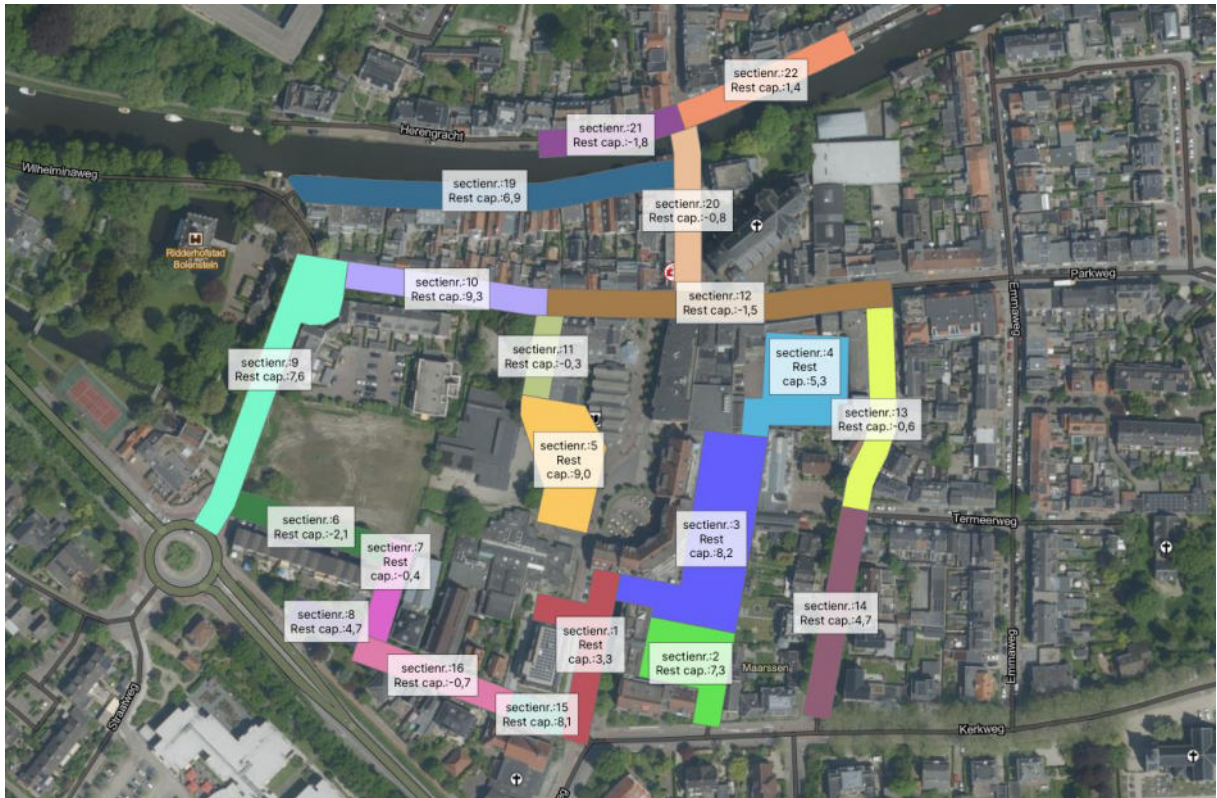 sectienr.:22
Rest cap.:1,4
Herengracht
sectienr.:21
Rest cap.:-1,8
Wilhelminaweg
sectienr.:19
Rest cap.:6,9
sectienr.:20
Rest cap.:-0,8
Ridderhofstad
Bolenstein
sectienr.:10
Rest cap.:9,3
sectienr.:12
Rest cap.:-1,5
Parkweg
Emmaweg
sectienr.:9
Rest cap.:7,6
sectienr.:11
Rest cap.:-0,3
sectienr.:4
Rest
cap.:5,3
sectienr.:13
Rest cap.:-0,6
sectienr.:5
Rest
cap.:9,0
sectienr.:6
Rest cap.:-2,1
sectienr.:7
Rest
cap.:-0,4
sectienr.:3
Rest
cap.:8,2
Termeerweg
sectienr.:8
Rest cap.:4,7
sectienr.:14
Rest cap.:4,7
sectienr.:1
Rest
cap.:3,3
sectienr.:2
Rest cap.:7,3
Maarssen
Emmaweg
sectienr.:16
Rest cap.:-0,7
sectienr.:15
Rest cap.:8,1
Straatweg
Kerkweg